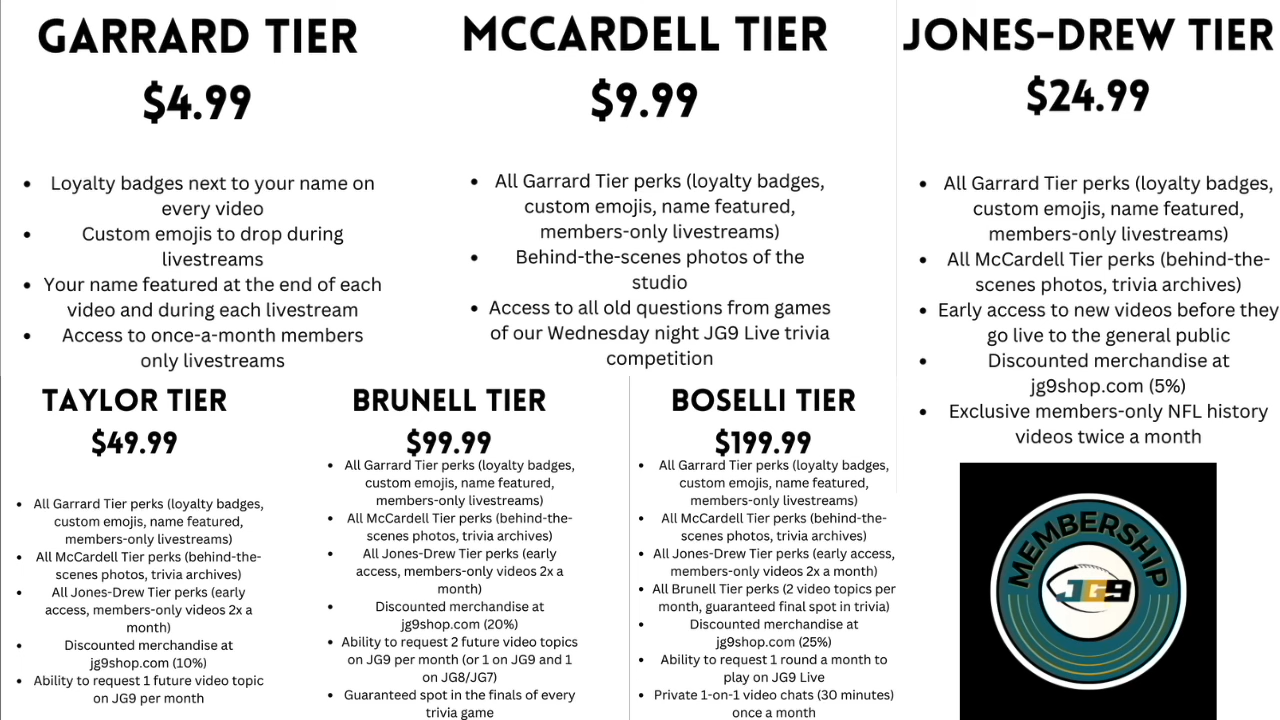 GARRARD TIER
$4.99
• Loyalty badges next to your name on
every video
• Custom emojis to drop during
livestreams
• Your name featured at the end of each
video and during each livestream
• Access to once-a-month members
only livestreams
MCCARDELL TIER
$9.99
• All Garrard Tier perks (loyalty badges,
custom emojis, name featured,
members-only livestreams)
• Behind-the-scenes photos of the
studio
• Access to all old questions from games
of our Wednesday night JG9 Live trivia
competition
JONES-DREW TIER
$24.99
• All Garrard Tier perks (loyalty badges,
custom emojis, name featured,
members-only livestreams)
• All McCardell Tier perks (behind-the-
scenes photos, trivia archives)
• Early access to new videos before they
go live to the general public
• Discounted merchandise at
jg9shop.com (5%)
• Exclusive members-only NFL history
videos twice a month
TAYLOR TIER
$49.99
• All Garrard Tier perks (loyalty badges,
custom emojis, name featured,
members-only livestreams)
• All McCardell Tier perks (behind-the-
scenes photos, trivia archives)
• All Jones-Drew Tier perks (early
access, members-only videos 2x a
month)
• Discounted merchandise at
jg9shop.com (10%)
• Ability to request 1 future video topic
on JG9 per month
BRUNELL TIER
$99.99
• All Garrard Tier perks (loyalty badges,
custom emojis, name featured,
members-only livestreams)
• All McCardell Tier perks (behind-the-
scenes photos, trivia archives)
• All Jones-Drew Tier perks (early
access, members-only videos 2x a
month)
• Discounted merchandise at
jg9shop.com (20%)
• Ability to request 2 future video topics
on JG9 per month (or 1 on JG9 and 1
on JG8/JG7)
• Guaranteed spot in the finals of every
trivia game
BOSELLI TIER
$199.99
• All Garrard Tier perks (loyalty badges,
custom emojis, name featured,
members-only livestreams)
• All McCardell Tier perks (behind-the-
scenes photos, trivia archives)
• All Jones-Drew Tier perks (early access,
members-only videos 2x a month)
• All Brunell Tier perks (2 video topics per
month, guaranteed final spot in trivia)
• Discounted merchandise at
jg9shop.com (25%)
• Ability to request 1 round a month to
play on JG9 Live
• Private 1-on-1 video chats (30 minutes)
once a month
MEMBERSHIP
JG9